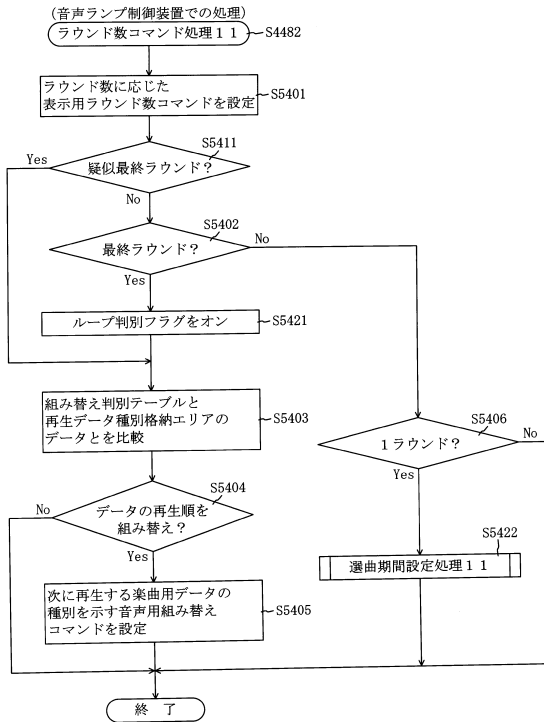 (音声ランプ制御装置での処理)
ラウンド数コマンド処理11
S4482
ラウンド数に応じた
表示用ラウンド数コマンドを設定
S5401
S5411
Yes
疑似最終ラウンド?
No
S5402
最終ラウンド?
No
Yes
ループ判別フラグをオン
S5421
組み替え判別テーブルと
再生データ種別格納エリアの
データとを比較
S5403
S5406
1ラウンド?
No
Yes
S5404
No
データの再生順を
組み替え?
Yes
S5422
選曲期間設定処理11
次に再生する楽曲用データの
種別を示す音声用組み替え
コマンドを設定
S5405
終了